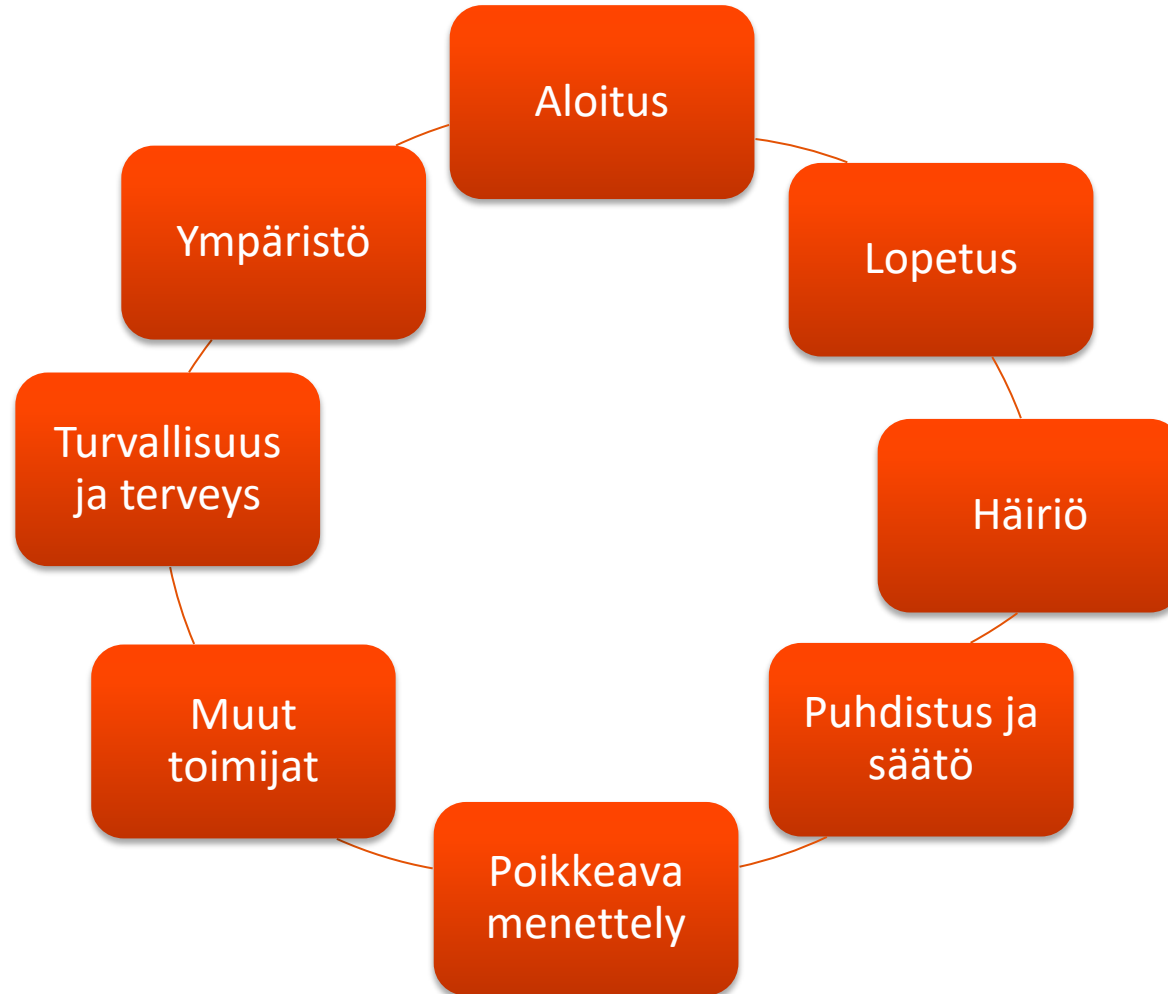 Aloitus
Lopetus
Häiriö
Puhdistus ja
säätö
Poikkeava
menettely
Muut
toimijat
Turvallisuus
ja terveys
Ympäristö